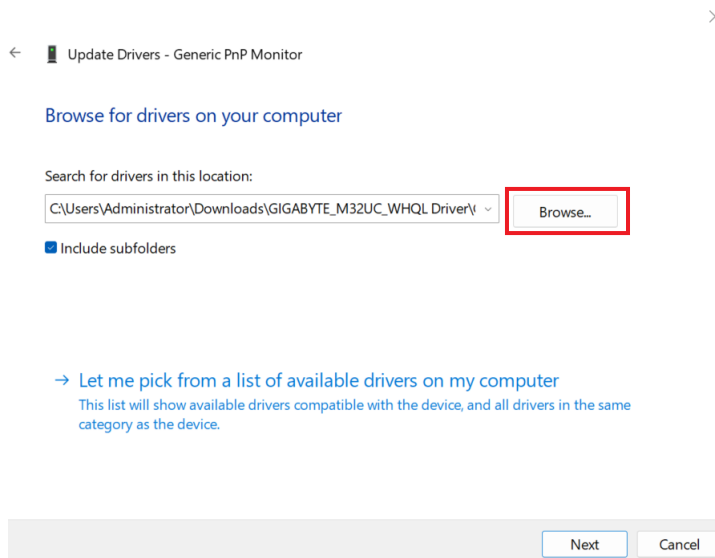 Update Drivers - Generic PnP Monitor
Browse for drivers on your computer
Search for drivers in this location:
C:\Users\Administrator\Downloads\GIGABYTE_M32UC_WHQL Driver\
Browse...
Include subfolders
Let me pick from a list of available drivers on my computer
This list will show available drivers compatible with the device, and all drivers in the same
category as the device.
Next
Cancel